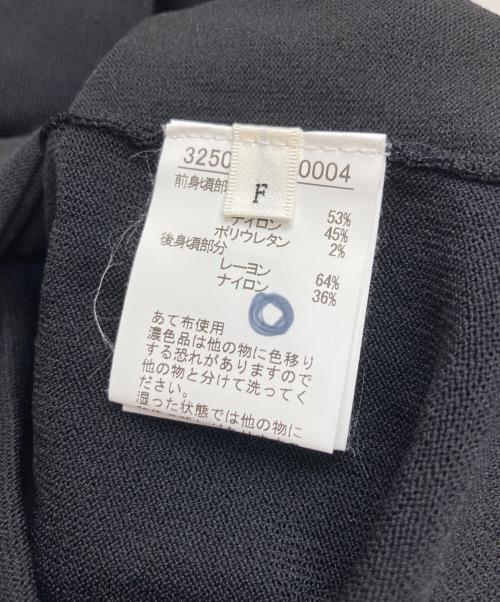 3250 0004
F
前身頃部
53%
ナイロン 45%
ポリウレタン 2%
後身頃部分
レーヨン 64%
ナイロン 36%
あて布使用
濃色品は他の物に色移り
する恐れがありますので
他の物と分けて洗ってく
ださい。
湿った状態では他の物に